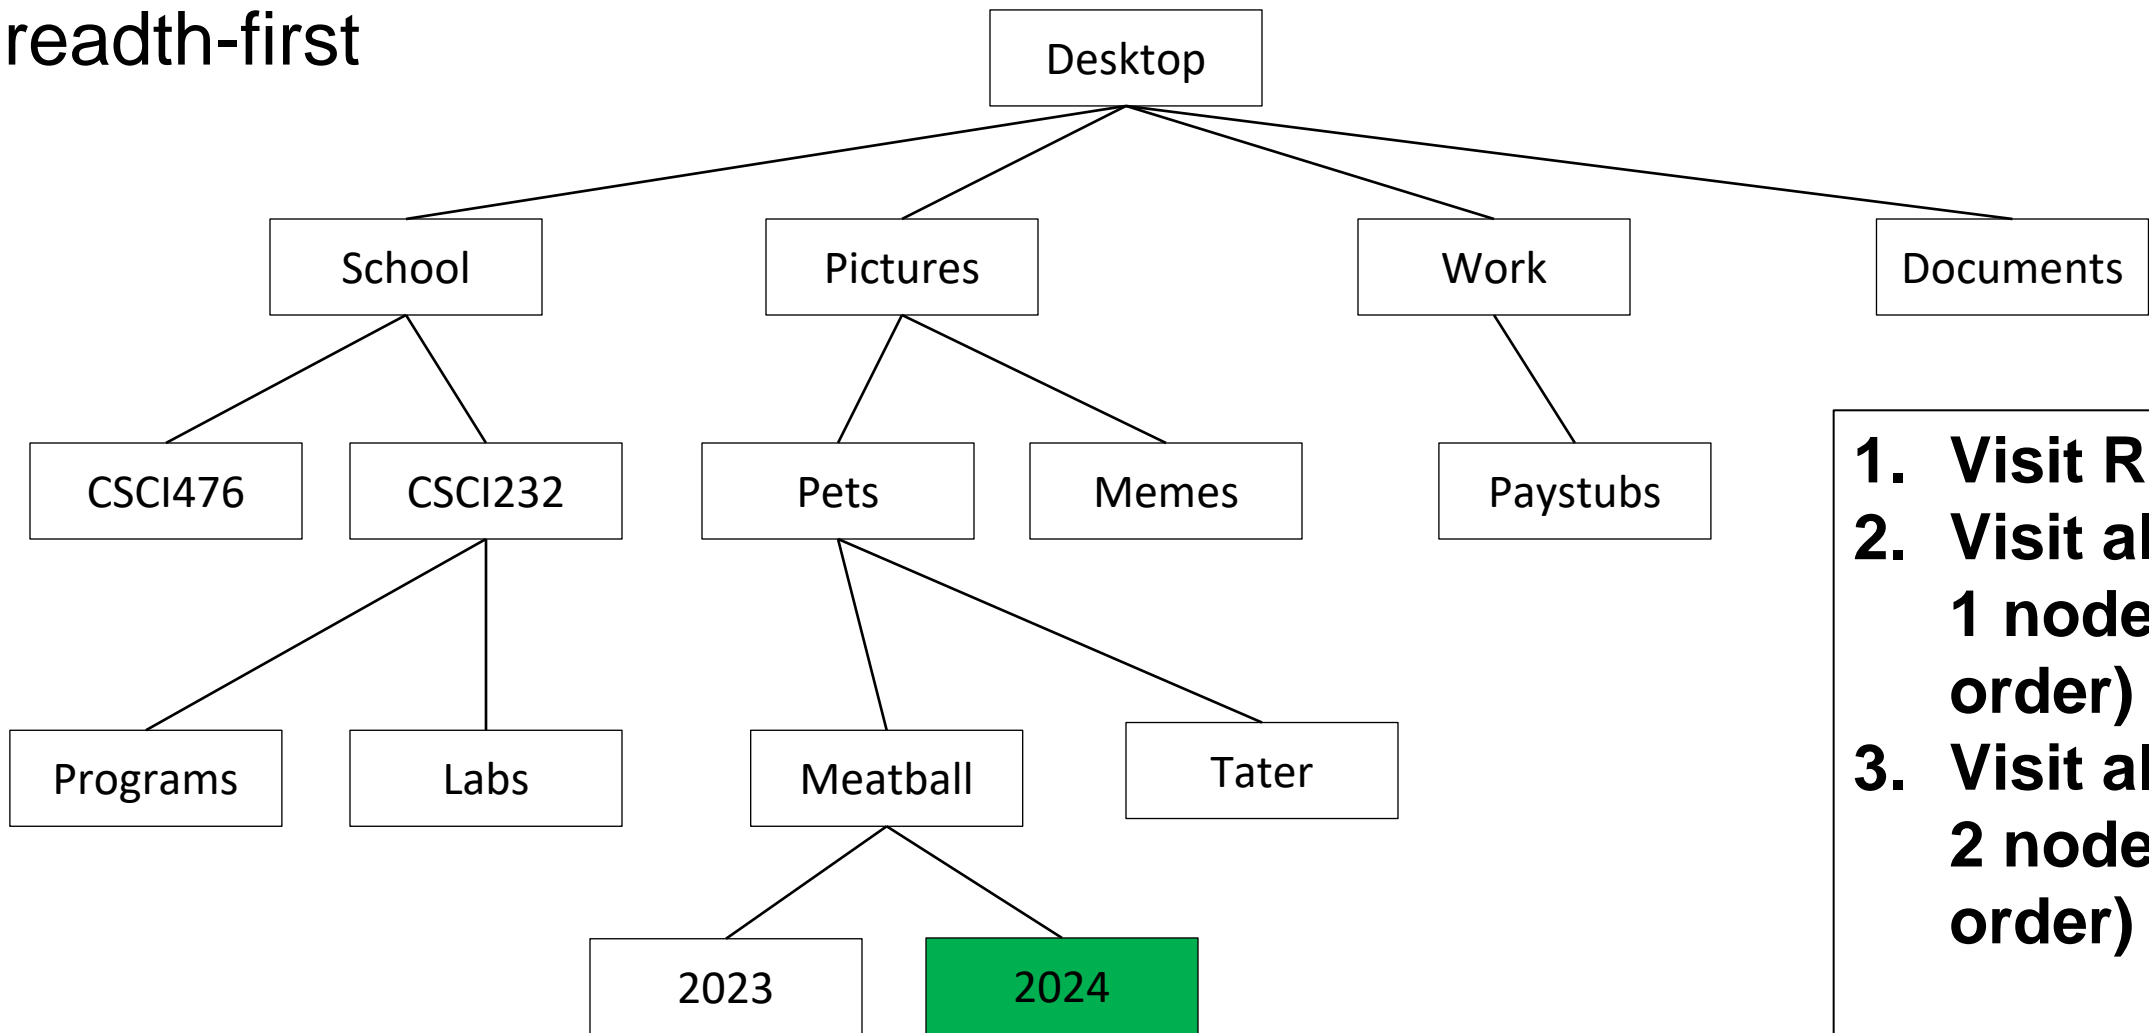 readth-first
Desktop
School
Pictures
Work
Documents
CSCI476
CSCI232
Pets
Memes
Paystubs
1. Visit R
2. Visit al
1 node
order)
3. Visit al
2 node
order)
Programs
Labs
Meatball
Tater
2023
2024